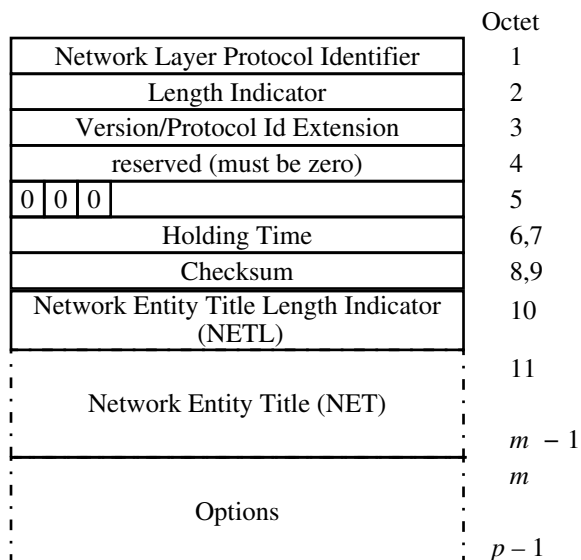 Octet
Network Layer Protocol Identifier 1
Length Indicator 2
Version/Protocol Id Extension 3
reserved (must be zero) 4
0 0 0 5
Holding Time 6,7
Checksum 8,9
Network Entity Title Length Indicator
(NETL) 10
11
Network Entity Title (NET)
m – 1
m
Options
p – 1